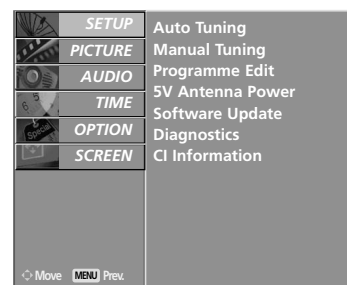 SETUP
PICTURE
AUDIO
TIME
OPTION
SCREEN
Auto Tuning
Manual Tuning
Programme Edit
5V Antenna Power
Software Update
Diagnostics
CI Information
Move MENU Prev.